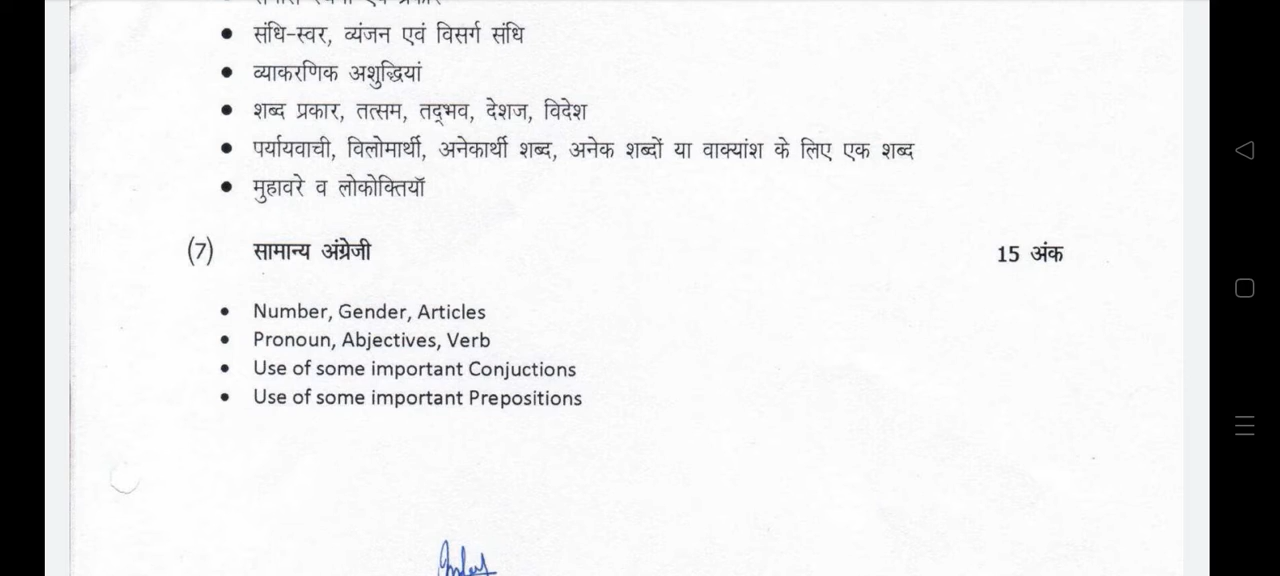 संधि-स्वर, व्यंजन एवं विसर्ग संधि
व्याकरणिक अशुद्धियां
शब्द प्रकार, तत्सम, तद्भव, देशज, विदेश
पर्यायवाची, विलोमार्थी, अनेकार्थी शब्द, अनेक शब्दों या वाक्यांश के लिए एक शब्द
मुहावरे व लोकोक्तियॉ
(7) सामान्य अंग्रेजी 15 अंक
Number, Gender, Articles
Pronoun, Abjectives, Verb
Use of some important Conjuctions
Use of some important Prepositions